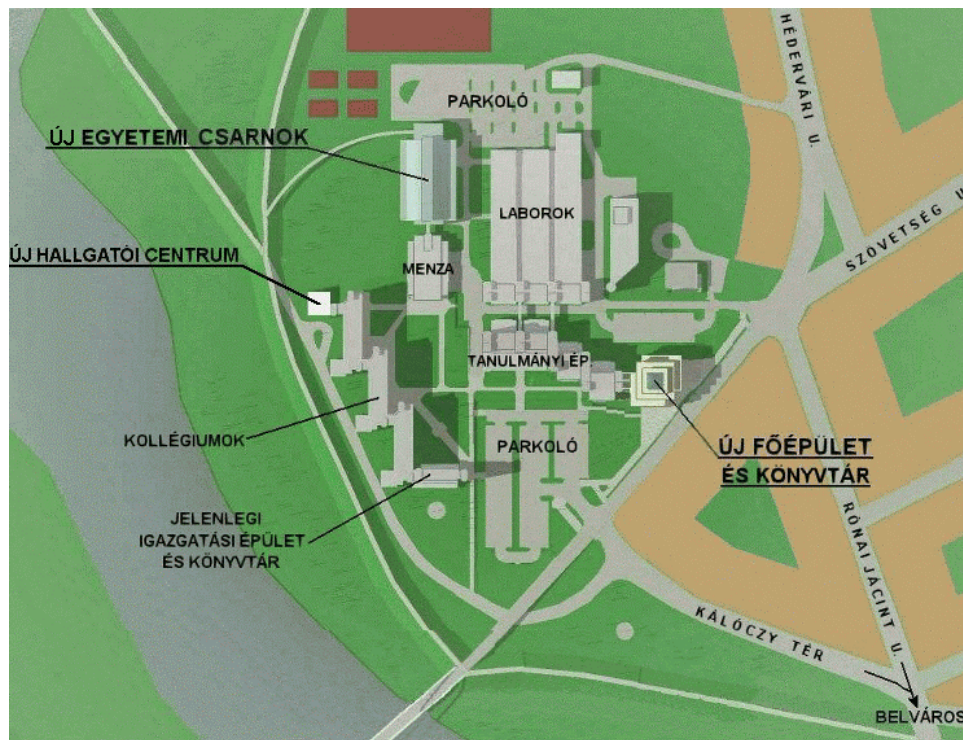 HÉDERVÁRI U.
PARKOLÓ
ÚJ EGYETEMI CSARNOK
LABOROK
SZÖVETSÉG U.
ÚJ HALLGATÓI CENTRUM
MENZA
TANULMÁNYI ÉP.
KOLLÉGIUMOK
PARKOLÓ
ÚJ FŐÉPÜLET
ÉS KÖNYVTÁR
JELENLEGI
IGAZGATÁSI ÉPÜLET
ÉS KÖNYVTÁR
RÓNAI JÁCINT U.
KÁLÓCZY TÉR
BELVÁROS